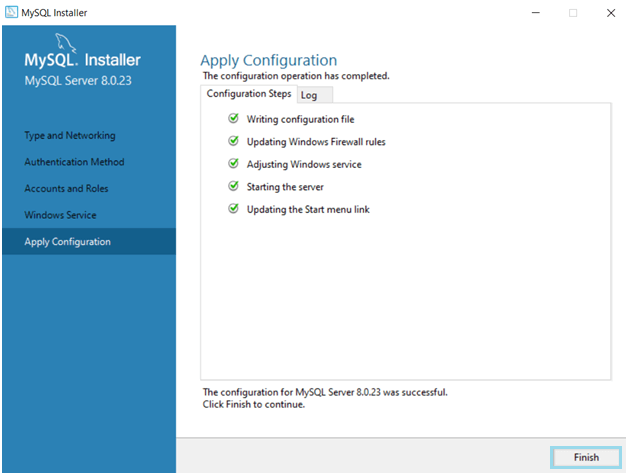 MySQL Installer
MySQL. Installer
MySQL Server 8.0.23
Type and Networking
Authentication Method
Accounts and Roles
Windows Service
Apply Configuration
Apply Configuration
The configuration operation has completed.
Configuration Steps
Log
Writing configuration file
Updating Windows Firewall rules
Adjusting Windows service
Starting the server
Updating the Start menu link
The configuration for MySQL Server 8.0.23 was successful.
Click Finish to continue.
Finish